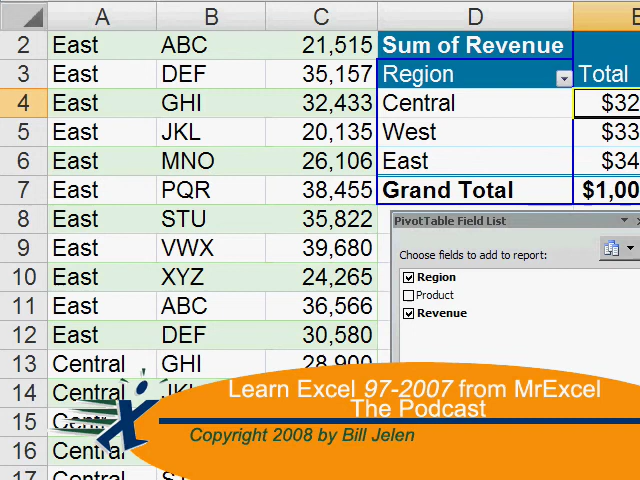 A B C D E
2 East ABC 21,515 Sum of Revenue
3 East DEF 35,157 Region Total
4 East GHI 32,433 Central $32
5 East JKL 20,135 West $33
6 East MNO 26,106 East $34
7 East PQR 38,455 Grand Total $1,00
8 East STU 35,822
PivotTable Field List
9 East VWX 39,680
Choose fields to add to report:
10 East XYZ 24,265
Region
Product
11 East ABC 36,566
Revenue
12 East DEF 30,580
13 Central GHI 28,900
14 Central
15 Central
16 Central
17 Central
Learn Excel 97-2007 from MrExcel
The Podcast
Copyright 2008 by Bill Jelen